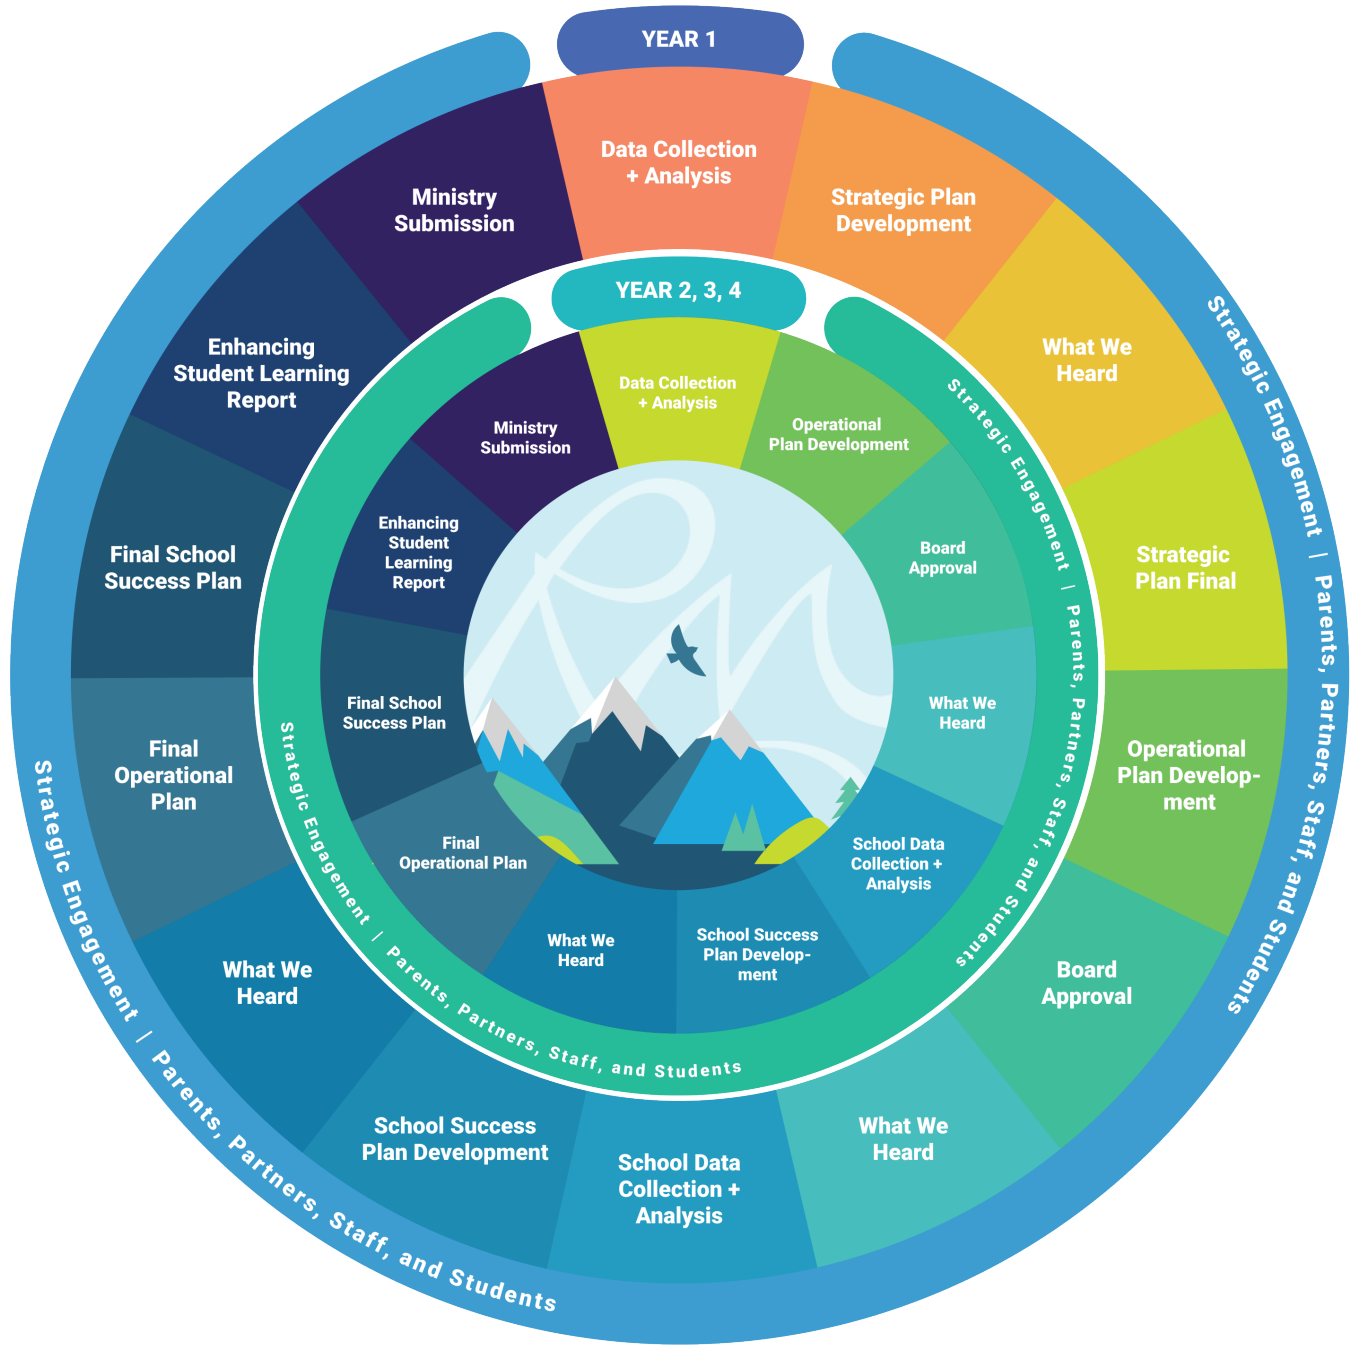 YEAR 1
Data Collection
+ Analysis
Strategic Plan
Development
What We
Heard
Strategic
Plan Final
Operational
Plan Develop-
ment
Board
Approval
What We
Heard
School Data
Collection +
Analysis
School Success
Plan Development
What We
Heard
Final
Operational
Plan
Final School
Success Plan
Enhancing
Student Learning
Report
Ministry
Submission
Strategic Engagement | Parents, Partners, Staff, and Students
Strategic Engagement | Parents, Partners, Staff, and Students
YEAR 2, 3, 4
Data Collection
+ Analysis
Operational
Plan Development
Board
Approval
What We
Heard
School Data
Collection +
Analysis
School Success
Plan Develop-
ment
What We
Heard
Final
Operational Plan
Final School
Success Plan
Enhancing
Student
Learning
Report
Ministry
Submission
Strategic Engagement | Parents, Partners, Staff, and Students
Strategic Engagement | Parents, Partners, Staff, and Students
Rm